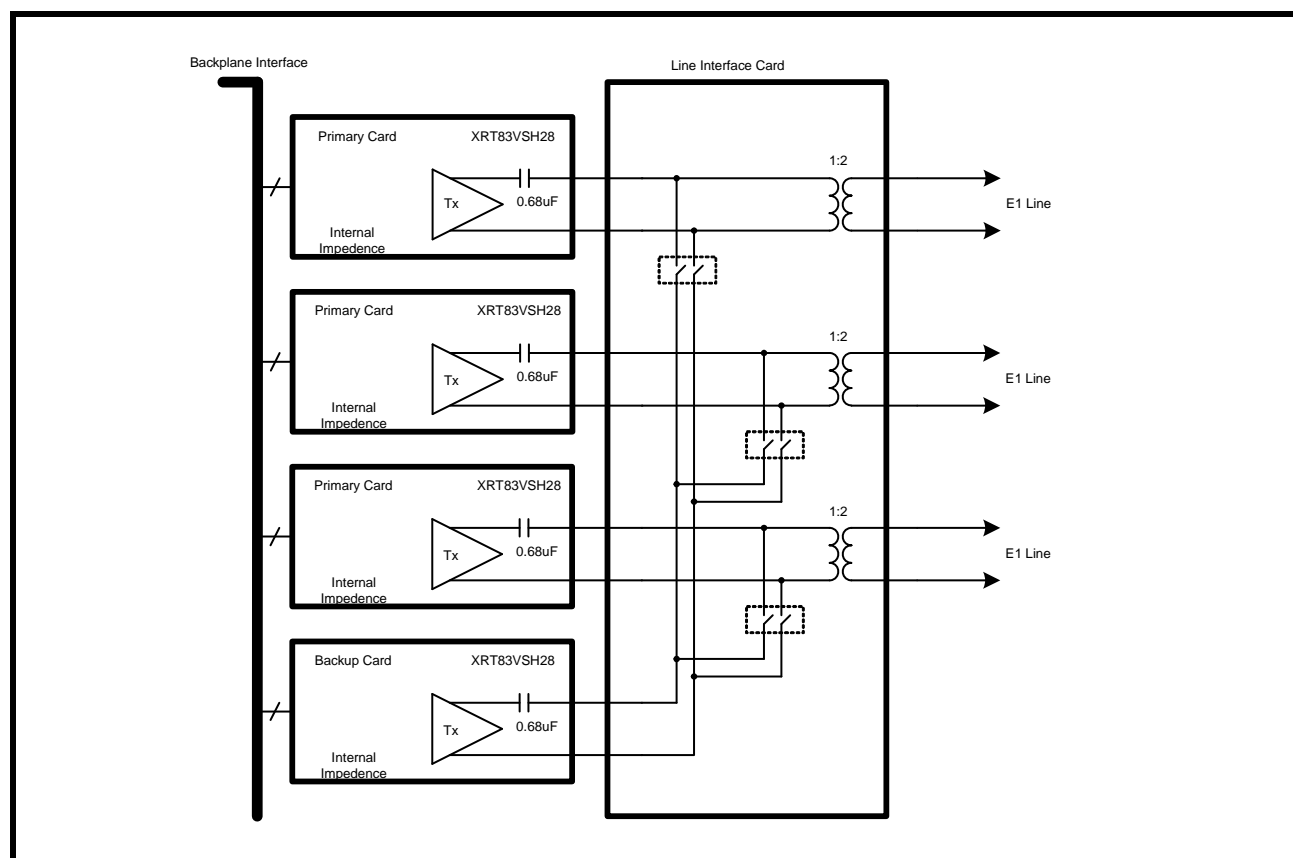 Backplane Interface
Line Interface Card
Primary Card
XRT83VSH28
Tx
0.68uF
Internal
Impedence
1:2
E1 Line
Primary Card
XRT83VSH28
Tx
0.68uF
Internal
Impedence
1:2
E1 Line
Primary Card
XRT83VSH28
Tx
0.68uF
Internal
Impedence
1:2
E1 Line
Backup Card
XRT83VSH28
Tx
0.68uF
Internal
Impedence